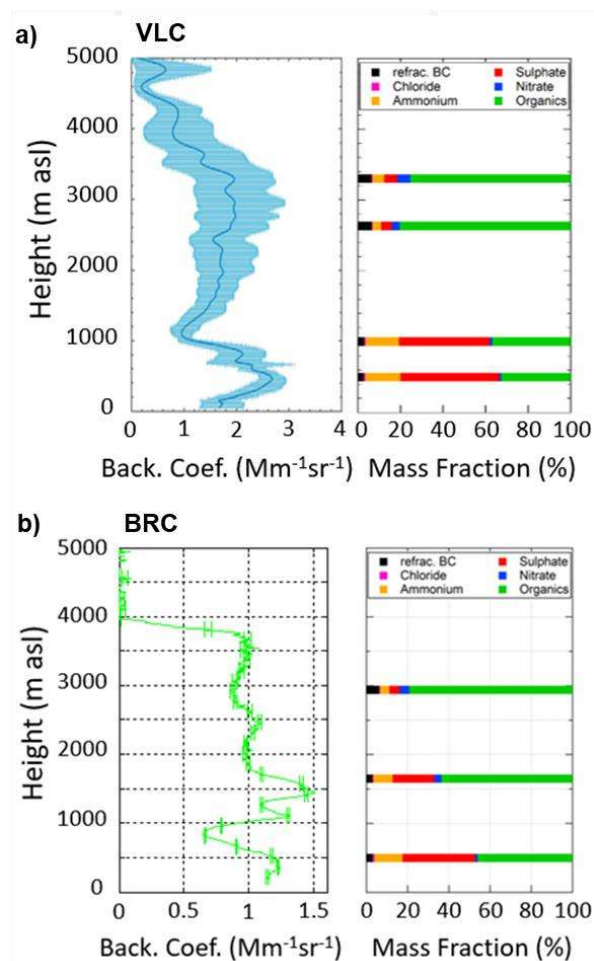 a) VLC
5000
4000
3000
2000
1000
0
Height (m asl)
0 1 2 3 4
Back. Coef. (Mm⁻¹sr⁻¹)
refrac. BC Sulphate
Chloride Nitrate
Ammonium Organics
0 20 40 60 80 100
Mass Fraction (%)
b) BRC
5000
4000
3000
2000
1000
0
Height (m asl)
0 0.5 1 1.5
Back. Coef. (Mm⁻¹sr⁻¹)
refrac. BC Sulphate
Chloride Nitrate
Ammonium Organics
0 20 40 60 80 100
Mass Fraction (%)